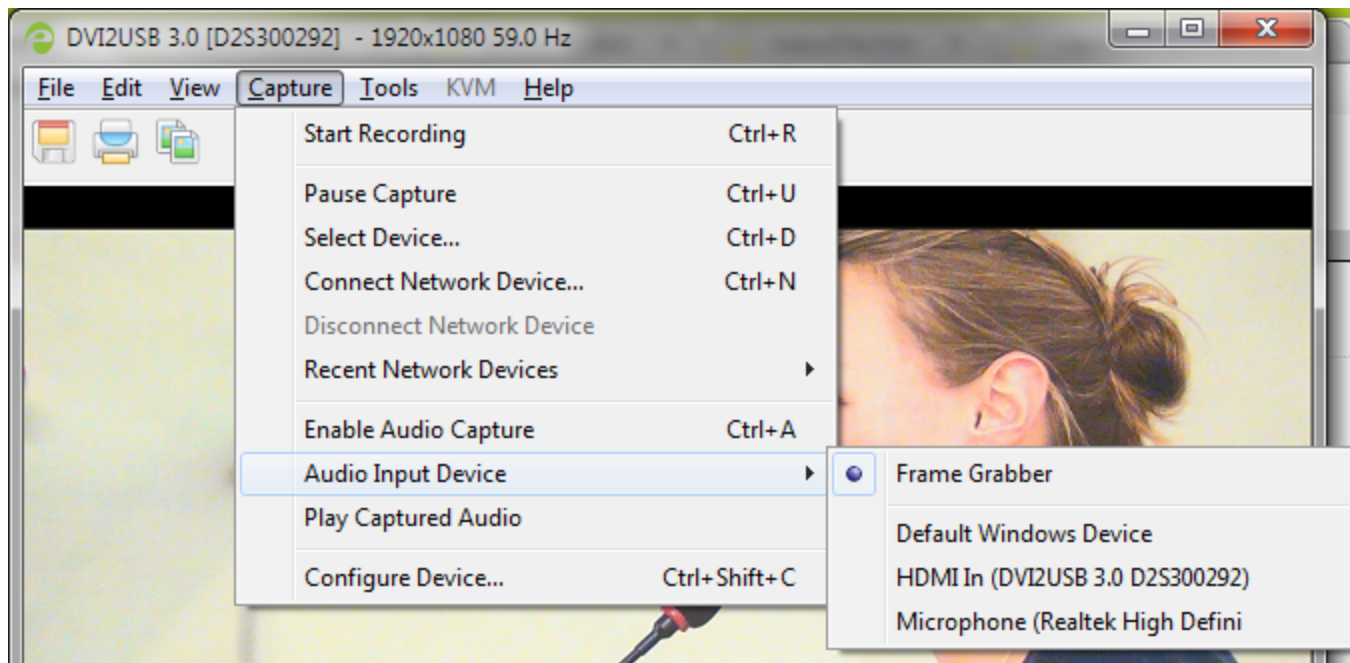 DVI2USB 3.0 [D2S300292] - 1920x1080 59.0 Hz
File Edit View Capture Tools KVM Help
Start Recording Ctrl+R
Pause Capture Ctrl+U
Select Device... Ctrl+D
Connect Network Device... Ctrl+N
Disconnect Network Device
Recent Network Devices
Enable Audio Capture Ctrl+A
Audio Input Device
Play Captured Audio
Configure Device... Ctrl+Shift+C
Frame Grabber
Default Windows Device
HDMI In (DVI2USB 3.0 D2S300292)
Microphone (Realtek High Defini